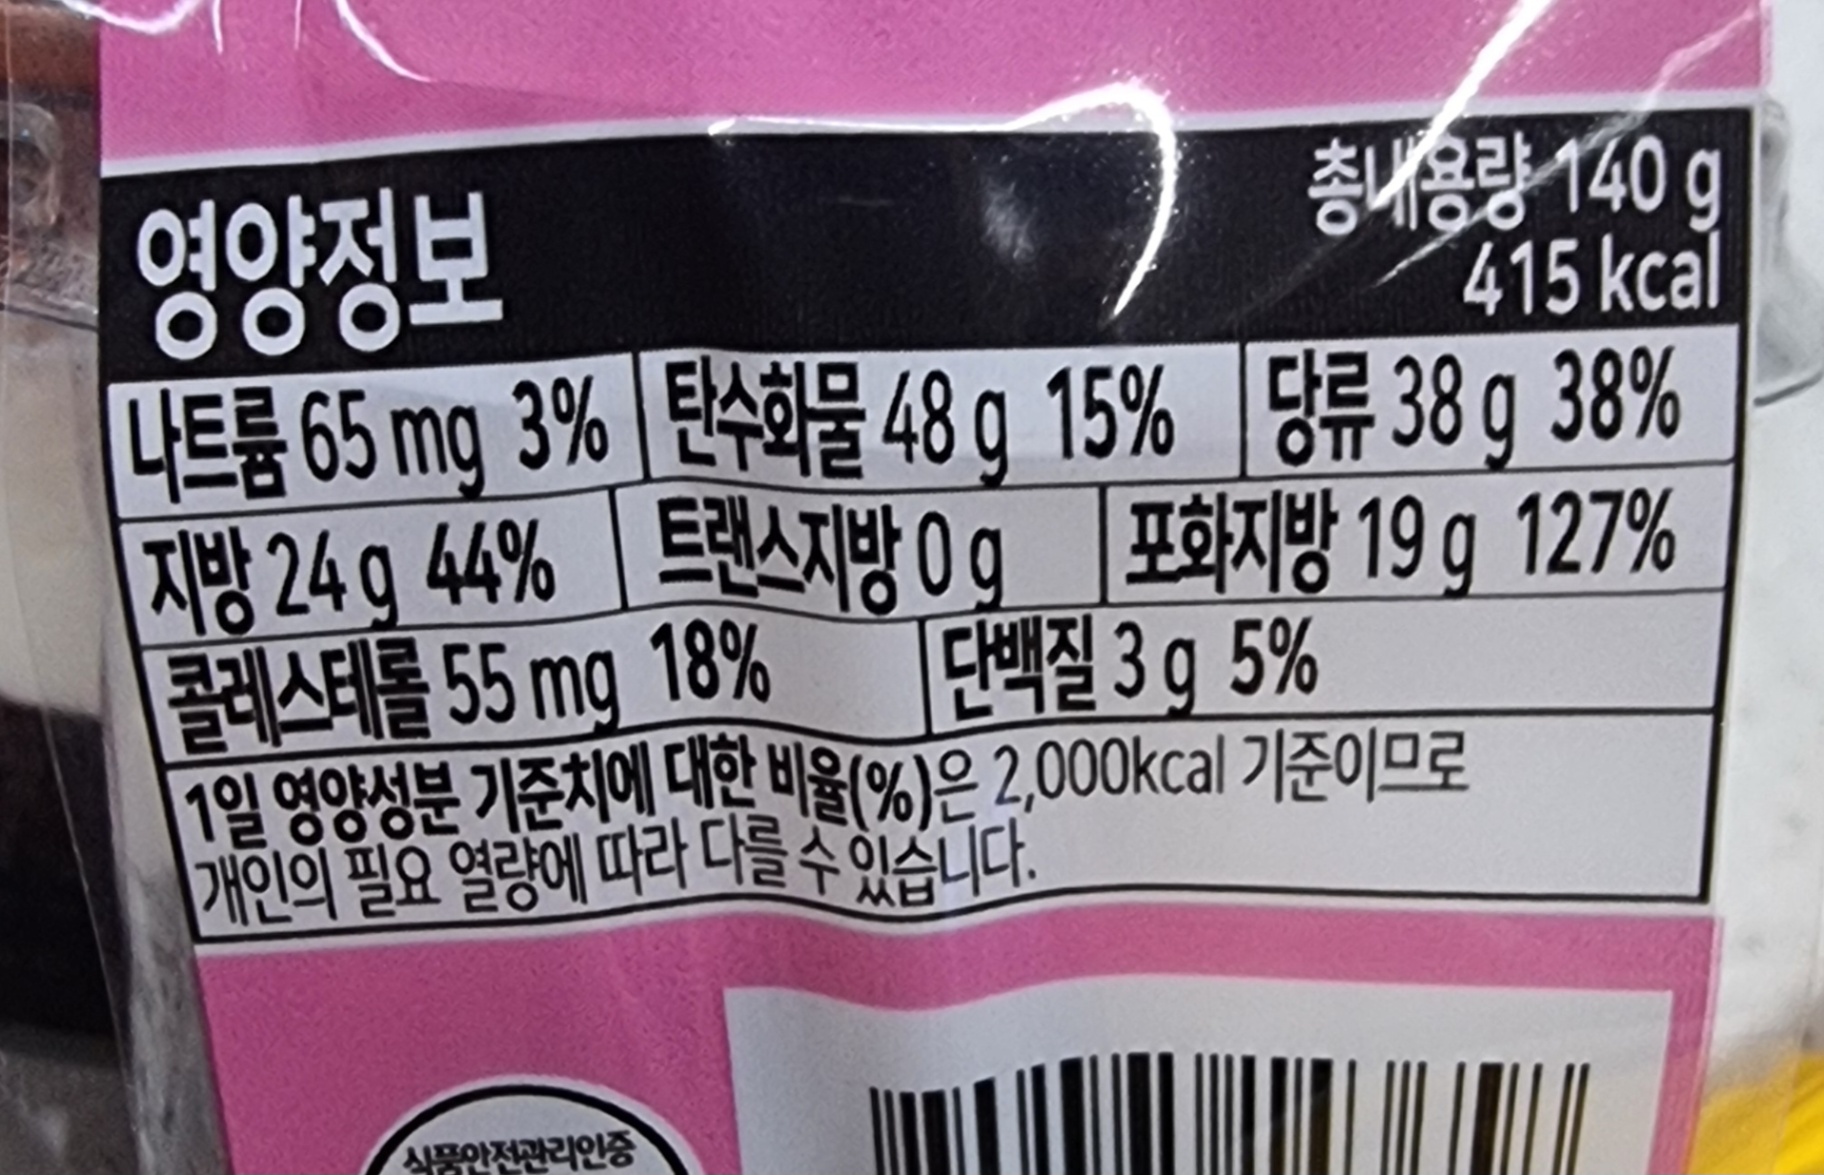 영양정보
총내용량 140 g
415 kcal
나트륨 65 mg 3% 탄수화물 48 g 15% 당류 38 g 38%
지방 24 g 44% 트랜스지방 0 g 포화지방 19 g 127%
콜레스테롤 55 mg 18% 단백질 3 g 5%
1일 영양성분 기준치에 대한 비율(%)은 2,000kcal 기준이므로
개인의 필요 열량에 따라 다를 수 있습니다.
식품안전관리인증